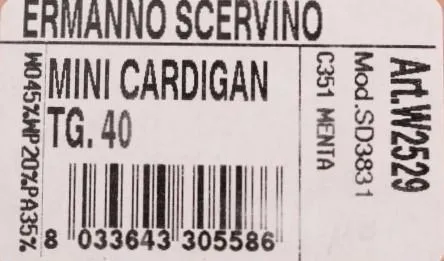 ERMANNO SCERVINO
MINI CARDIGAN
TG. 40
WO45%WP20%PA35%
8 033643 305586
C351 MENTA
Mod.SD3831
Art.W2529